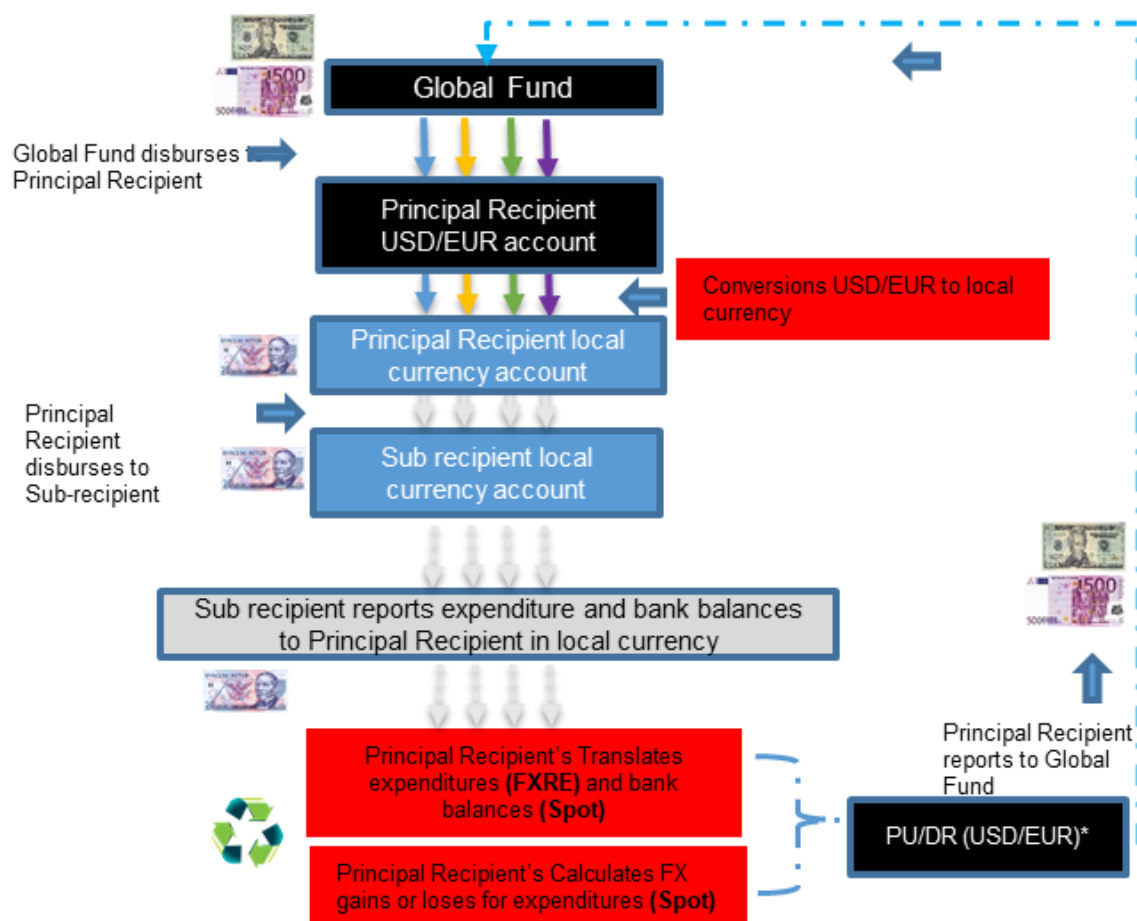 Global Fund
Global Fund disburses to
Principal Recipient
Principal Recipient
USD/EUR account
Conversions USD/EUR to local
currency
Principal Recipient local
currency account
Principal
Recipient
disburses to
Sub-recipient
Sub recipient local
currency account
Sub recipient reports expenditure and bank balances
to Principal Recipient in local currency
Principal Recipient's Translates
expenditures (FXRE) and bank
balances (Spot)
Principal Recipient's Calculates FX
gains or loses for expenditures (Spot)
Principal Recipient
reports to Global
Fund
PU/DR (USD/EUR)*